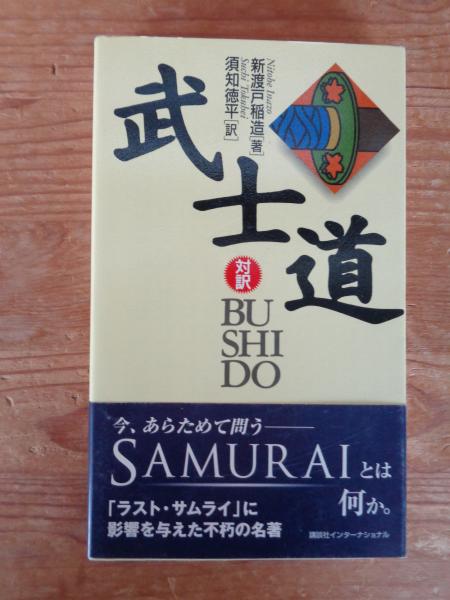 新渡戸稲造[著]
Nitobe Inazo
須知徳平[訳]
Suchi Tokuhei
武士道
対訳
BU
SHI
DO
今、あらためて問う——
SAMURAIとは
何か。
「ラスト・サムライ」に
影響を与えた不朽の名著
講談社インターナショナル